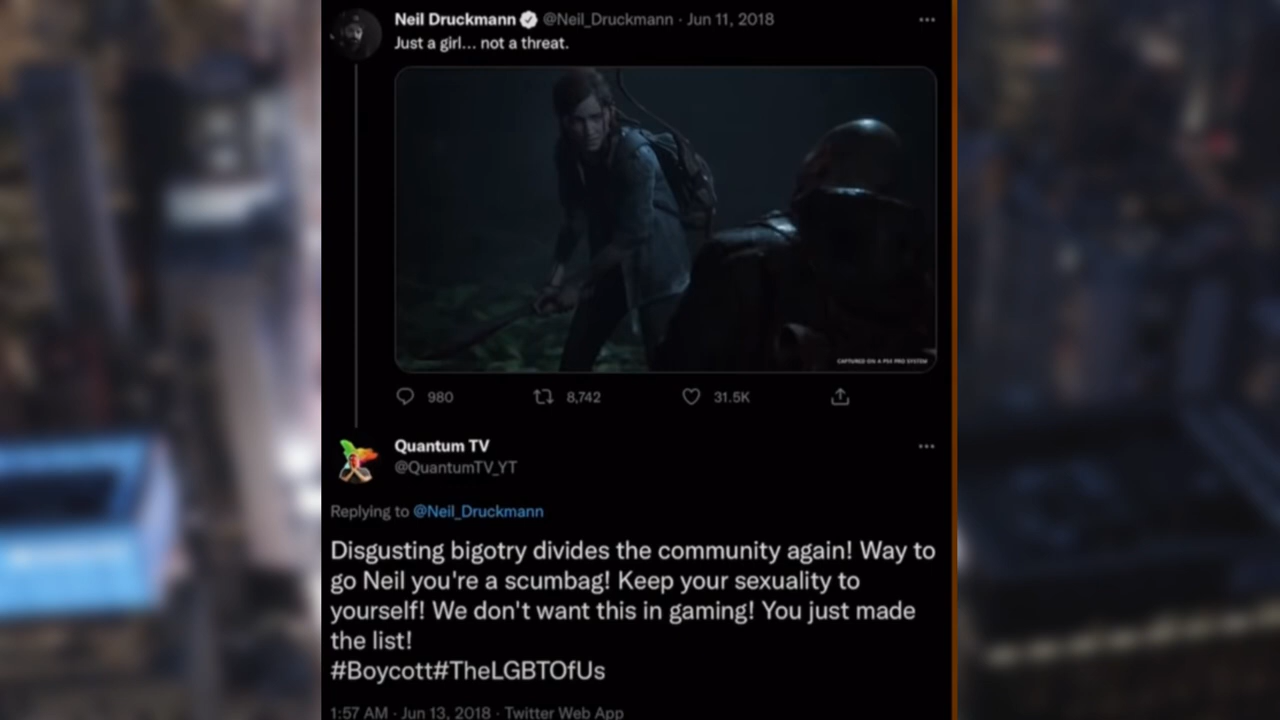 Neil Druckmann @Neil_Druckmann · Jun 11, 2018
Just a girl... not a threat.
CAPTURED ON A PS4 PRO SYSTEM
980 8,742 31.5K
Quantum TV
@QuantumTV_YT
Replying to @Neil_Druckmann
Disgusting bigotry divides the community again! Way to
go Neil you're a scumbag! Keep your sexuality to
yourself! We don't want this in gaming! You just made
the list!
#Boycott#TheLGBTOfUs
1:57 AM · Jun 13, 2018 · Twitter Web App